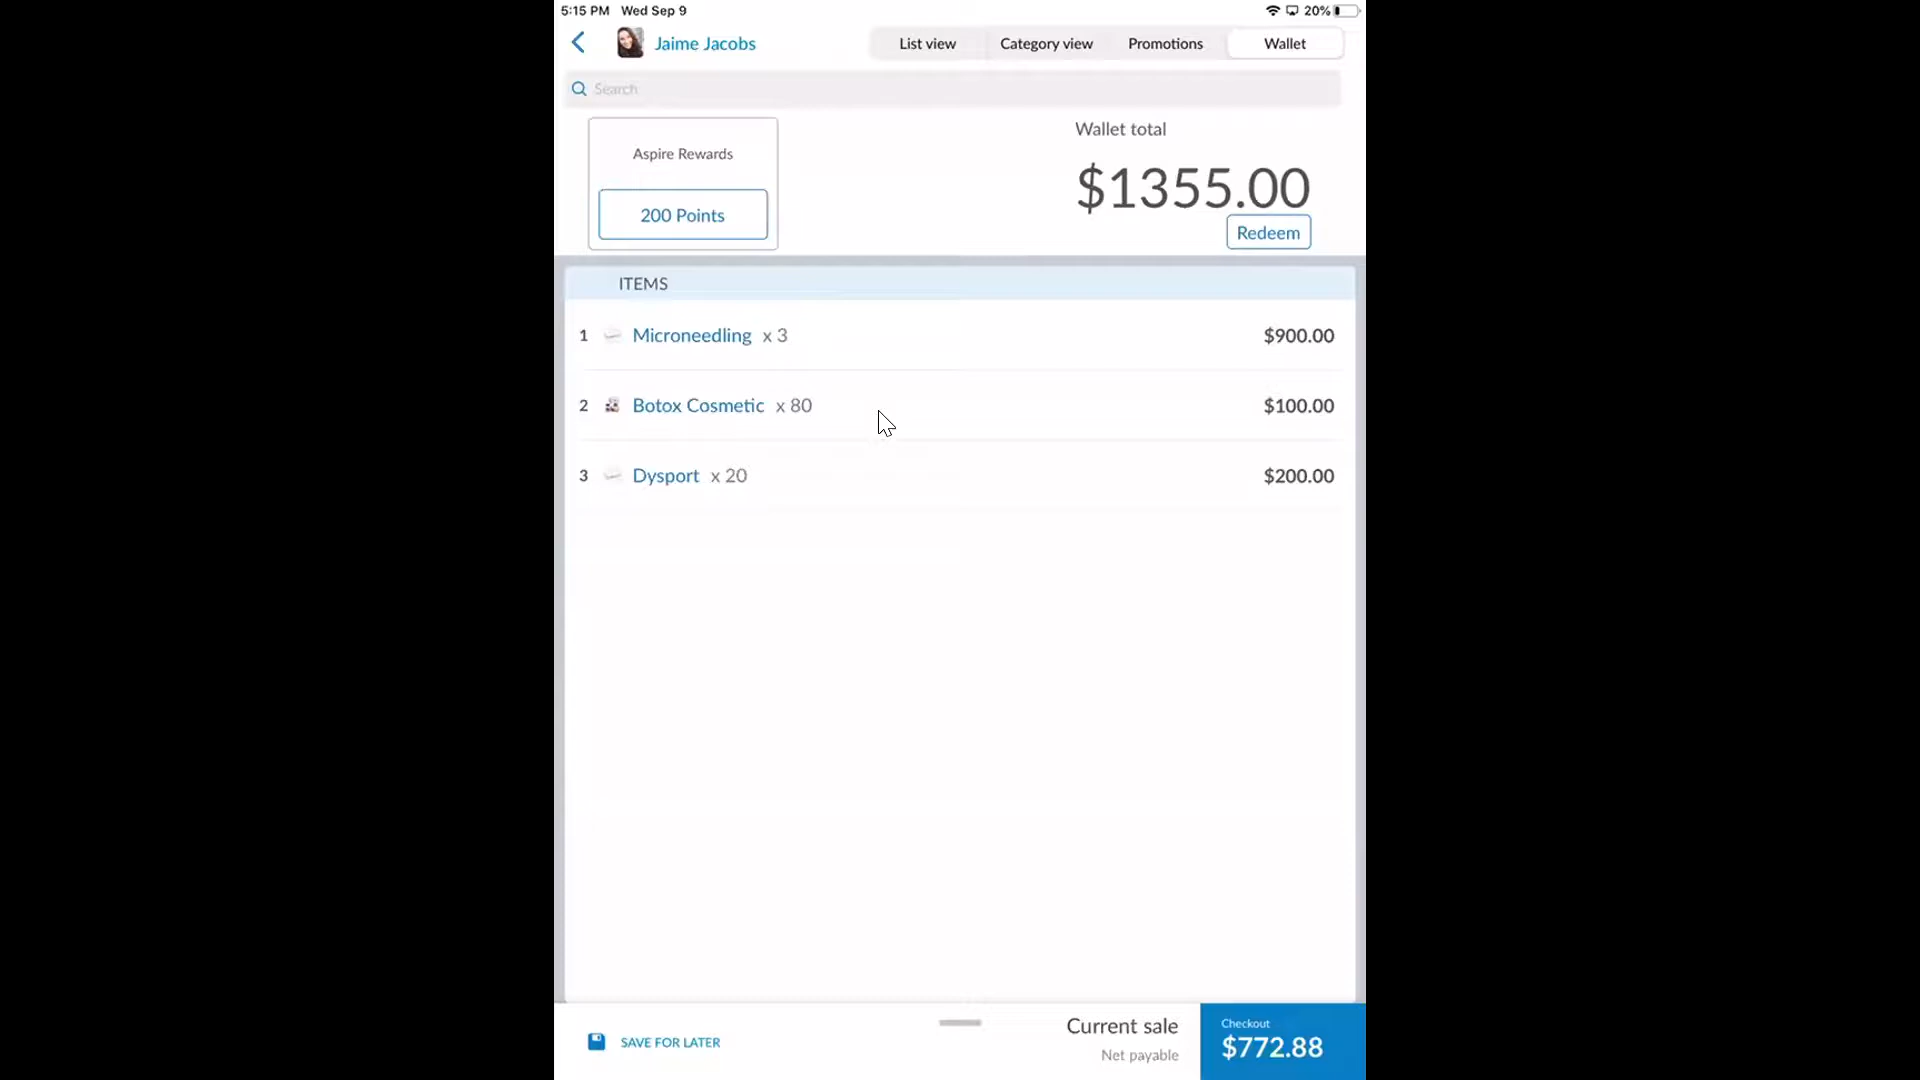 5:15 PM Wed Sep 9 20%
Jaime Jacobs List view Category view Promotions Wallet
Search
Aspire Rewards
200 Points
Wallet total
$1355.00
Redeem
ITEMS
1 Microneedling x 3 $900.00
2 Botox Cosmetic x 80 $100.00
3 Dysport x 20 $200.00
SAVE FOR LATER
Current sale
Net payable
Checkout
$772.88